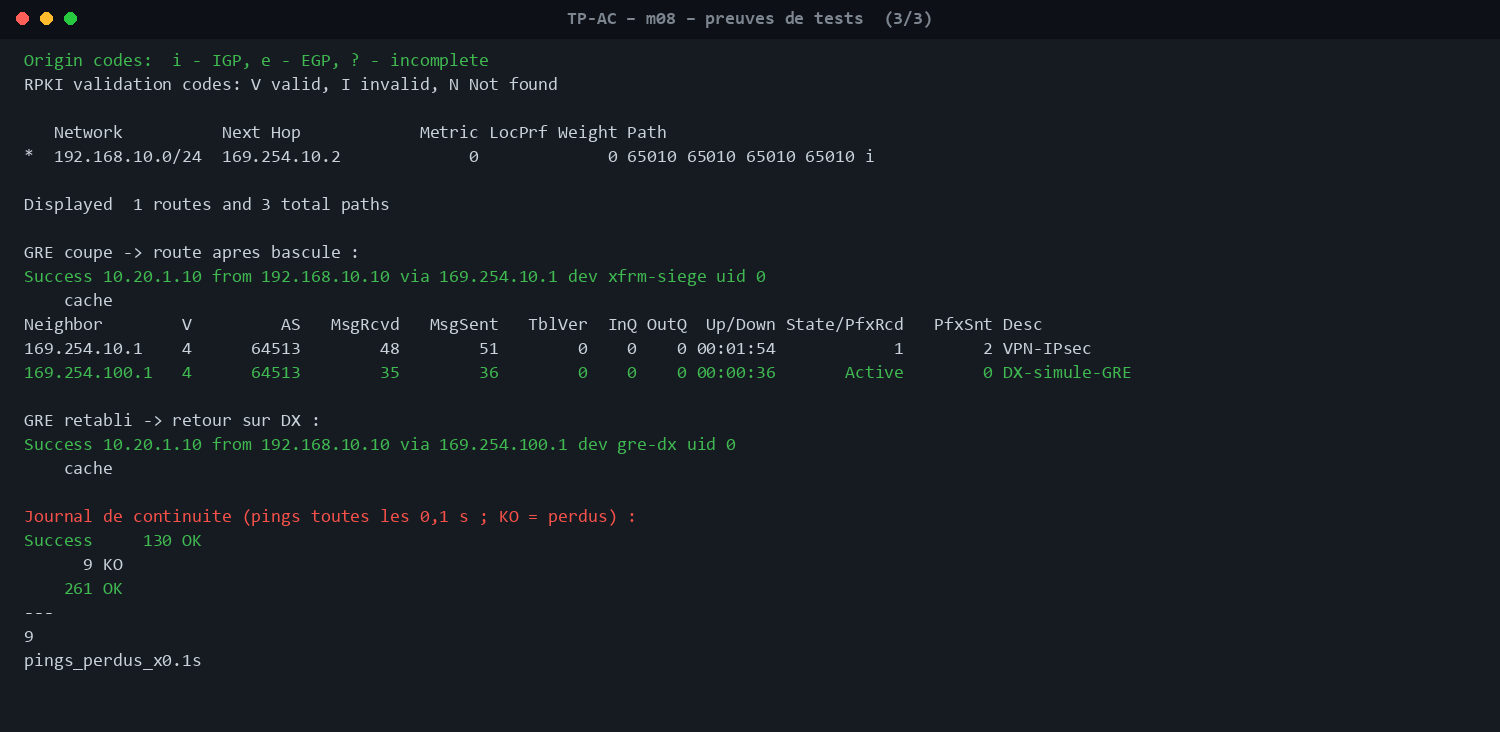 TP-AC – m08 – preuves de tests  (3/3)
Origin codes:  i - IGP, e - EGP, ? - incomplete
RPKI validation codes: V valid, I invalid, N Not found
   Network          Next Hop            Metric LocPrf Weight Path
*  192.168.10.0/24  169.254.10.2             0             0 65010 65010 65010 65010 i
Displayed  1 routes and 3 total paths
GRE coupe -> route apres bascule :
Success 10.20.1.10 from 192.168.10.10 via 169.254.10.1 dev xfrm-siege uid 0
    cache
Neighbor        V         AS   MsgRcvd   MsgSent   TblVer  InQ OutQ  Up/Down State/PfxRcd   PfxSnt Desc
169.254.10.1    4      64513        48        51        0    0    0 00:01:54            1        2 VPN-IPsec
169.254.100.1   4      64513        35        36        0    0    0 00:00:36       Active        0 DX-simule-GRE
GRE retabli -> retour sur DX :
Success 10.20.1.10 from 192.168.10.10 via 169.254.100.1 dev gre-dx uid 0
    cache
Journal de continuite (pings toutes les 0,1 s ; KO = perdus) :
Success     130 OK
      9 KO
    261 OK
---
9
pings_perdus_x0.1s